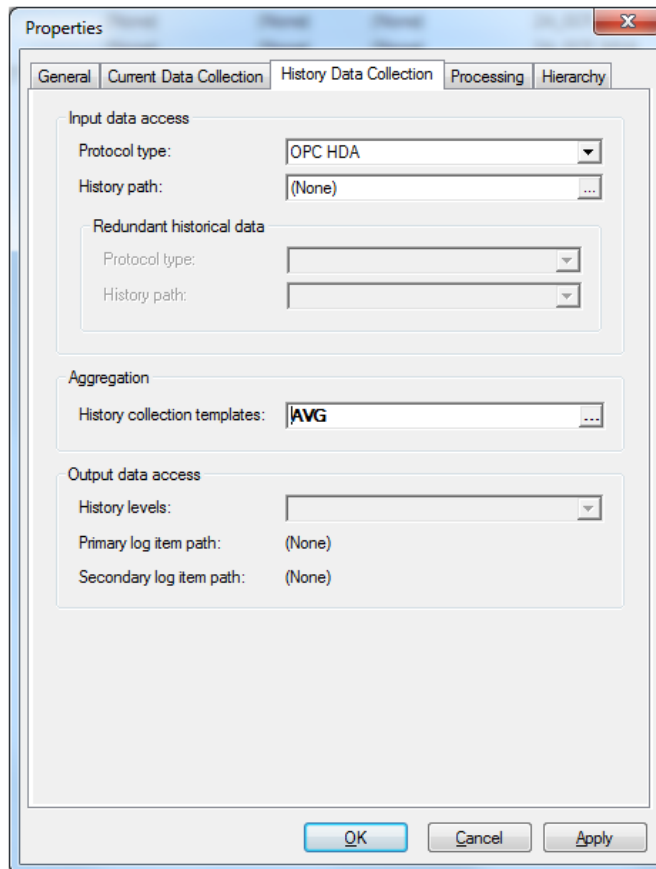 Properties
General Current Data Collection History Data Collection Processing Hierarchy
Input data access
Protocol type: OPC HDA
History path: (None) ...
Redundant historical data
Protocol type:
History path:
Aggregation
History collection templates: AVG ...
Output data access
History levels:
Primary log item path: (None)
Secondary log item path: (None)
OK Cancel Apply